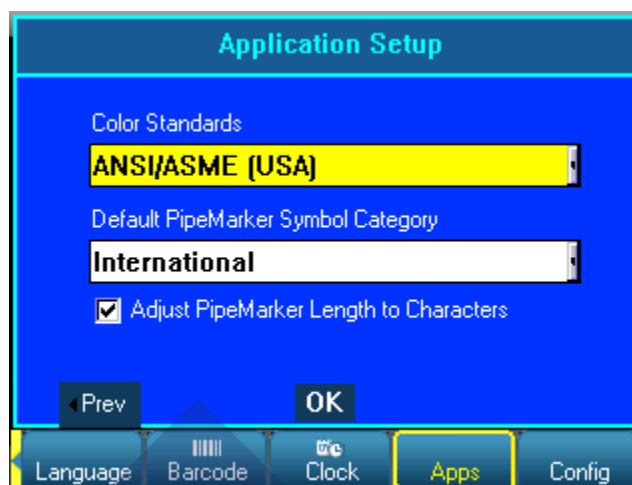 Application Setup
Color Standards
ANSI/ASME (USA)
Default PipeMarker Symbol Category
International
Adjust PipeMarker Length to Characters
Prev OK
Language Barcode Clock Apps Config